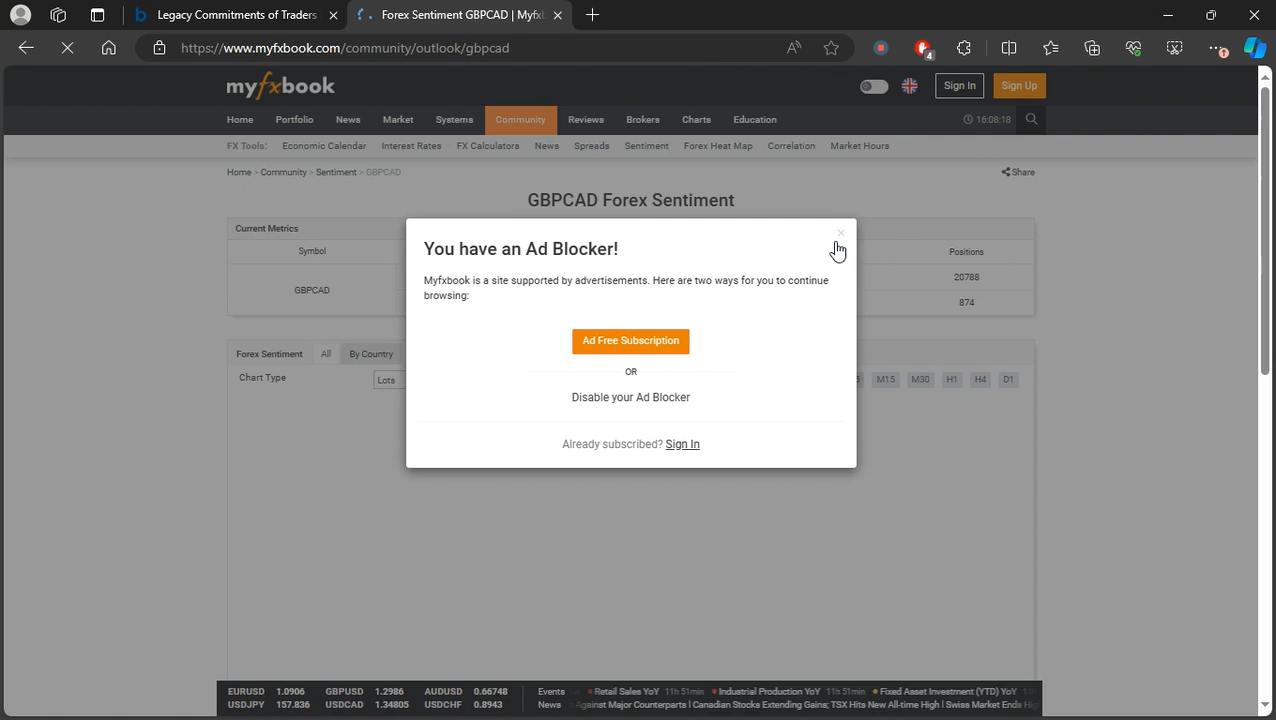 Legacy Commitments of Traders
Forex Sentiment GBPCAD | Myfxb
https://www.myfxbook.com/community/outlook/gbpcad
4
myfxbook
Sign In
Sign Up
Home
Portfolio
News
Market
Systems
Community
Reviews
Brokers
Charts
Education
16:08:18
FX Tools:
Economic Calendar
Interest Rates
FX Calculators
News
Spreads
Sentiment
Forex Heat Map
Correlation
Market Hours
Home > Community > Sentiment > GBPCAD
Share
GBPCAD Forex Sentiment
Current Metrics
Symbol
Positions
GBPCAD
20788
874
You have an Ad Blocker!
Myfxbook is a site supported by advertisements. Here are two ways for you to continue
browsing:
Ad Free Subscription
OR
Disable your Ad Blocker
Already subscribed? Sign In
Forex Sentiment
All
By Country
Chart Type
Lots
M15
M30
H1
H4
D1
EURUSD 1.0906
GBPUSD 1.2986
AUDUSD 0.66748
Events
Retail Sales YoY 11h 51min
Industrial Production YoY 11h 51min
Fixed Asset Investment (YTD) YoY
USDJPY 157.836
USDCAD 1.34805
USDCHF 0.8943
News
Against Major Counterparts | Canadian Stocks Extending Gains; TSX Hits New All-time High | Swiss Market Ends